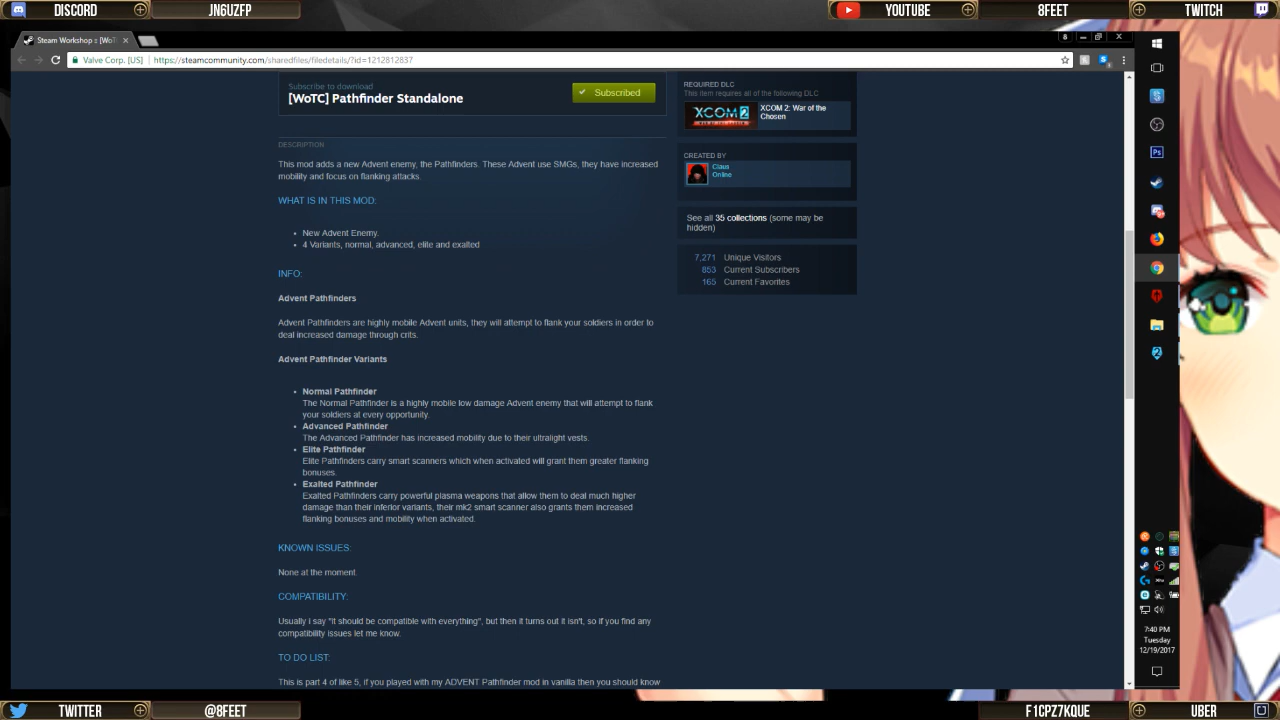 DISCORD
JN6UZFP
YOUTUBE
8FEET
TWITCH
Steam Workshop :: [WoT
Valve Corp. [US]
https://steamcommunity.com/sharedfiles/filedetails/?id=1212812837
Subscribe to download
[WoTC] Pathfinder Standalone
Subscribed
DESCRIPTION
This mod adds a new Advent enemy, the Pathfinders. These Advent use SMGs, they have increased
mobility and focus on flanking attacks.
WHAT IS IN THIS MOD:
• New Advent Enemy.
• 4 Variants, normal, advanced, elite and exalted
INFO:
Advent Pathfinders
Advent Pathfinders are highly mobile Advent units, they will attempt to flank your soldiers in order to
deal increased damage through crits.
Advent Pathfinder Variants
• Normal Pathfinder
The Normal Pathfinder is a highly mobile low damage Advent enemy that will attempt to flank
your soldiers at every opportunity.
• Advanced Pathfinder
The Advanced Pathfinder has increased mobility due to their ultralight vests.
• Elite Pathfinder
Elite Pathfinders carry smart scanners which when activated will grant them greater flanking
bonuses.
• Exalted Pathfinder
Exalted Pathfinders carry powerful plasma weapons that allow them to deal much higher
damage than their inferior variants, their mk2 smart scanner also grants them increased
flanking bonuses and mobility when activated.
KNOWN ISSUES:
None at the moment.
COMPATIBILITY:
Usually I say "it should be compatible with everything", but then it turns out it isn't, so if you find any
compatibility issues let me know.
TO DO LIST:
This is part 4 of like 5, if you played with my ADVENT Pathfinder mod in vanilla then you should know
REQUIRED DLC
This item requires all of the following DLC
XCOM 2
XCOM 2: War of the
Chosen
CREATED BY
Claus
Online
See all 35 collections (some may be
hidden)
7,271 Unique Visitors
853 Current Subscribers
165 Current Favorites
Ps
7:40 PM
Tuesday
12/19/2017
TWITTER
@8FEET
F1CPZ7KQUE
UBER